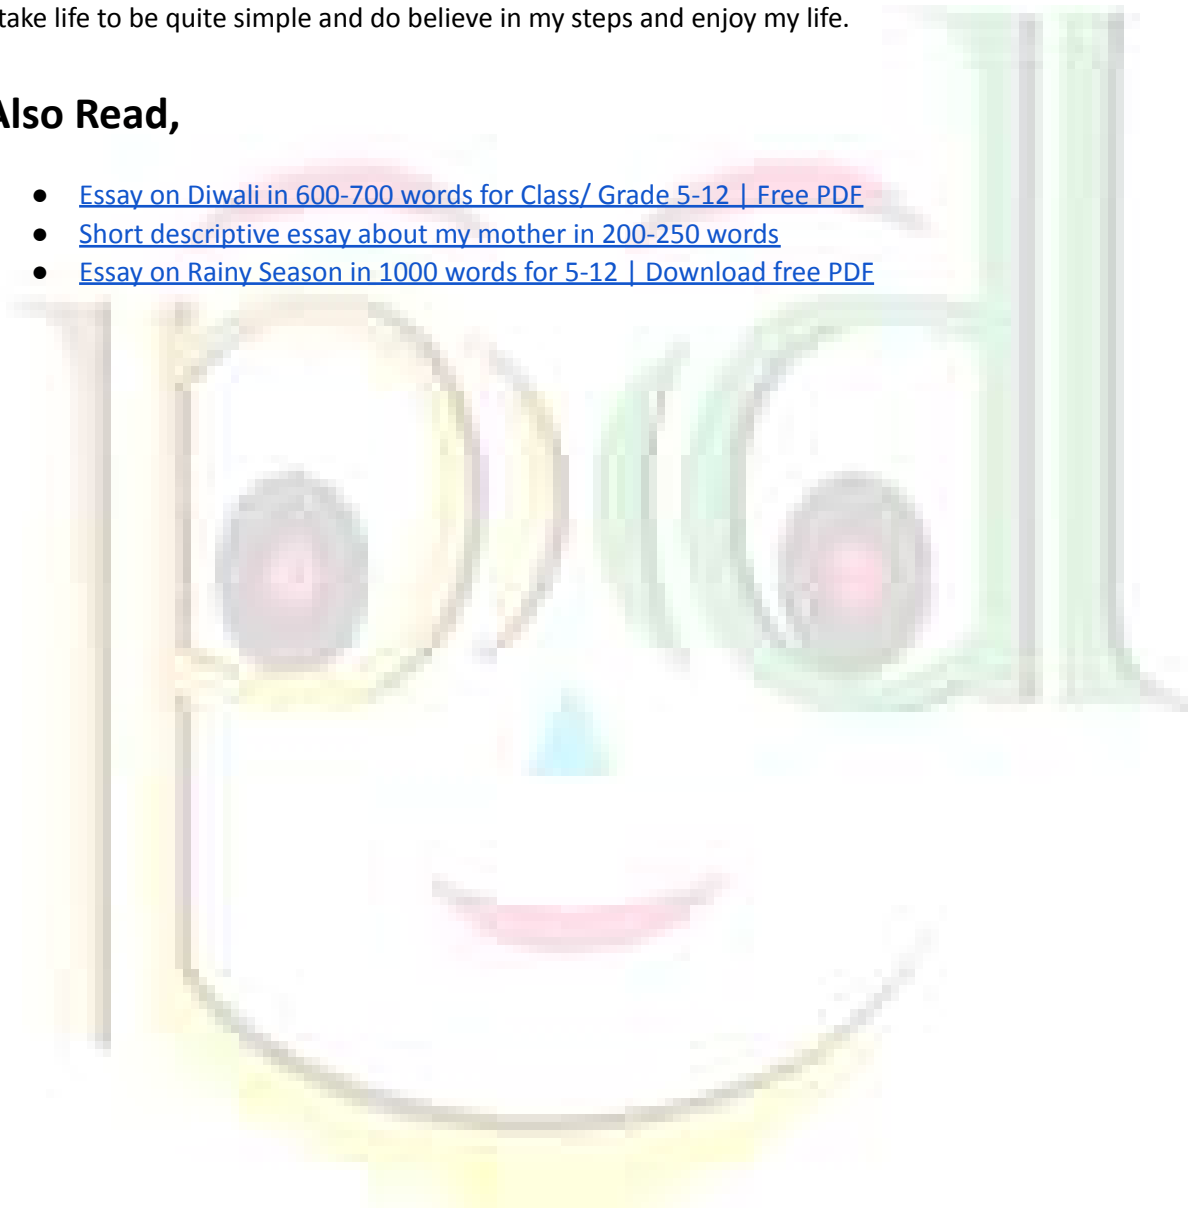 take life to be quite simple and do believe in my steps and enjoy my life.
Also Read,
● Essay on Diwali in 600-700 words for Class/ Grade 5-12 | Free PDF
● Short descriptive essay about my mother in 200-250 words
● Essay on Rainy Season in 1000 words for 5-12 | Download free PDF